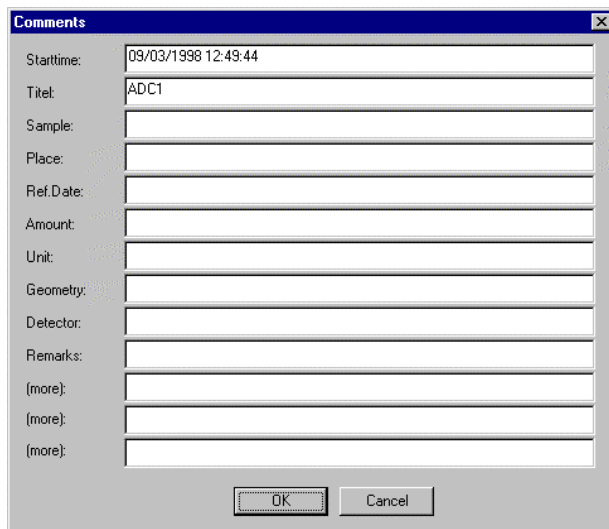 Comments
Starttime: 09/03/1998 12:49:44
Titel: ADC1
Sample:
Place:
Ref.Date:
Amount:
Unit:
Geometry:
Detector:
Remarks:
(more):
(more):
(more):
OK Cancel